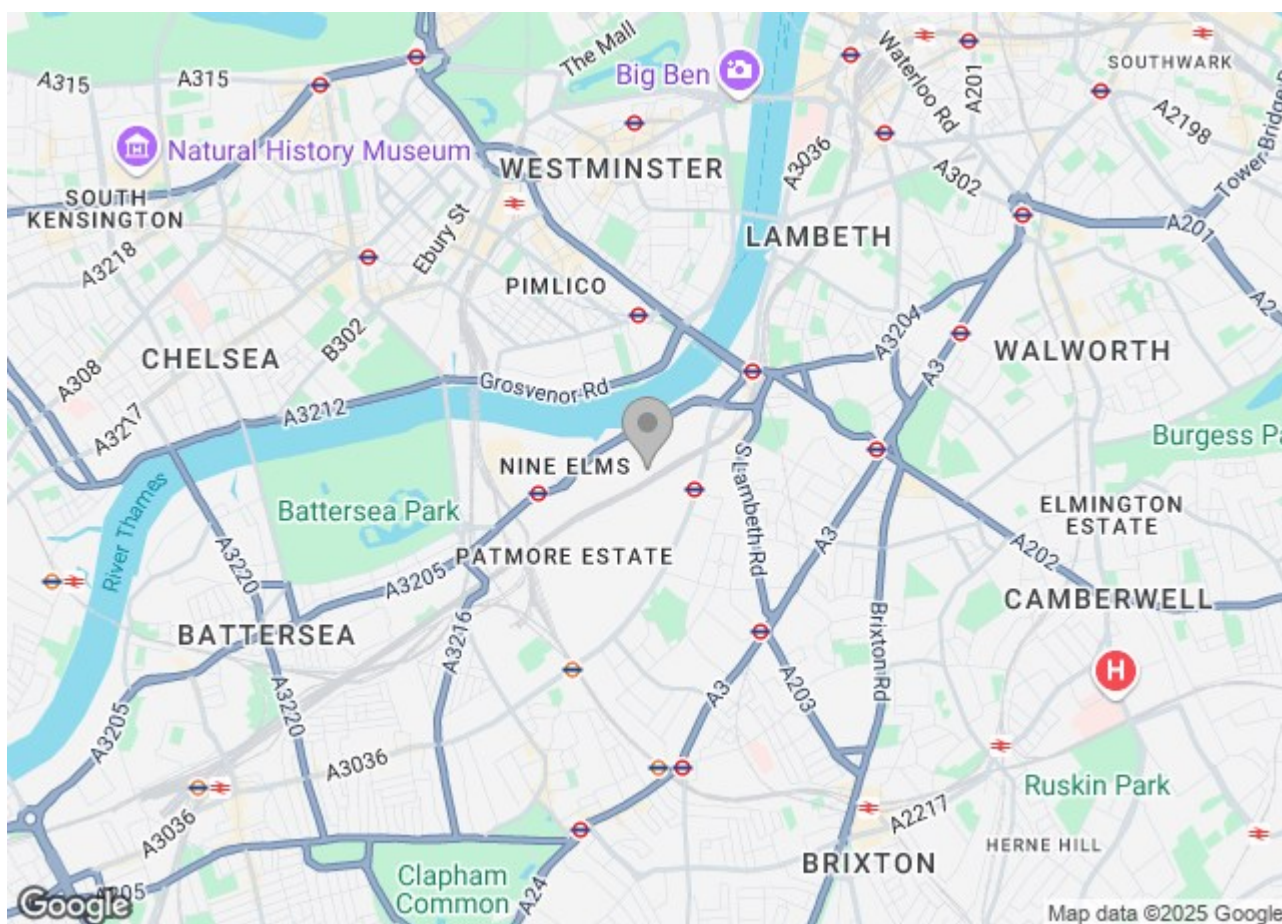 The Mall
Big Ben
Waterloo Rd
A201
SOUTHWARK
A315
A315
A2198
A3036
Natural History Museum
WESTMINSTER
A302
Tower Bridge
SOUTH
KENSINGTON
Ebury St
LAMBETH
A201
A3218
PIMLICO
A2
B302
A3204
CHELSEA
WALWORTH
A308
A3
Grosvenor Rd
A3217
A3212
Burgess Pa
NINE ELMS
S Lambeth Rd
Battersea Park
ELMINGTON
ESTATE
River Thames
A3220
PATMORE ESTATE
A3
A202
A3205
CAMBERWELL
BATTERSEA
A3216
Brixton Rd
H
A3220
A203
A3205
A3
A3036
Ruskin Park
A3036
A2217
HERNE HILL
BRIXTON
Clapham
Common
A24
A205
Google
Map data ©2025 Google